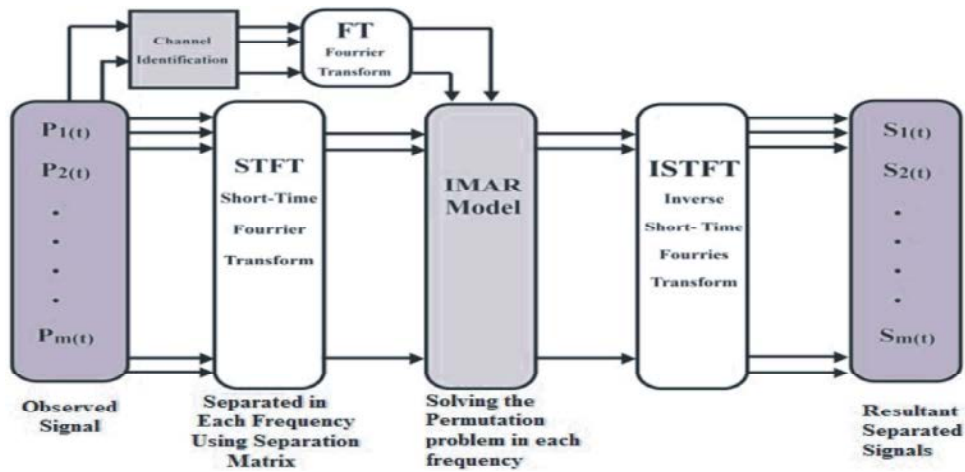 Channel
Identification
FT
Fourrier
Transform
P1(t)
P2(t)
Pm(t)
STFT
Short-Time
Fourrier
Transform
IMAR
Model
ISTFT
Inverse
Short- Time
Fourries
Transform
S1(t)
S2(t)
Sm(t)
Observed
Signal
Separated in
Each Frequency
Using Separation
Matrix
Solving the
Permutation
problem in each
frequency
Resultant
Separated
Signals